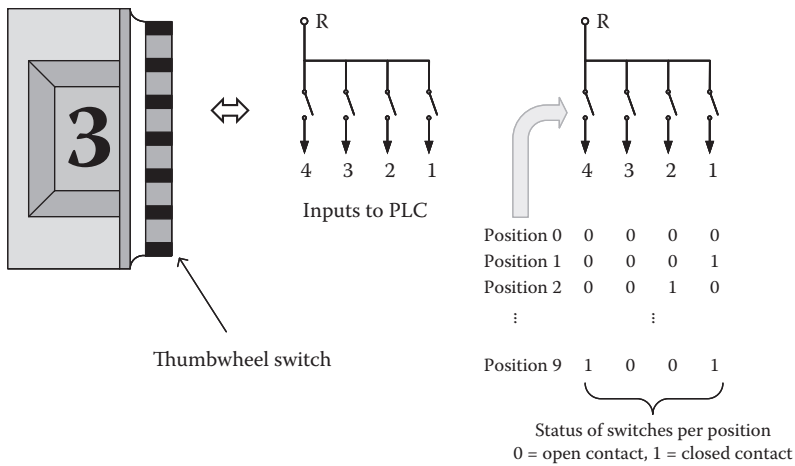 R
R
3
4 3 2 1
4 3 2 1
Inputs to PLC
Position 0 0 0 0 0
Position 1 0 0 0 1
Position 2 0 0 1 0
⋮ ⋮
Thumbwheel switch
Position 9 1 0 0 1
Status of switches per position
0 = open contact, 1 = closed contact